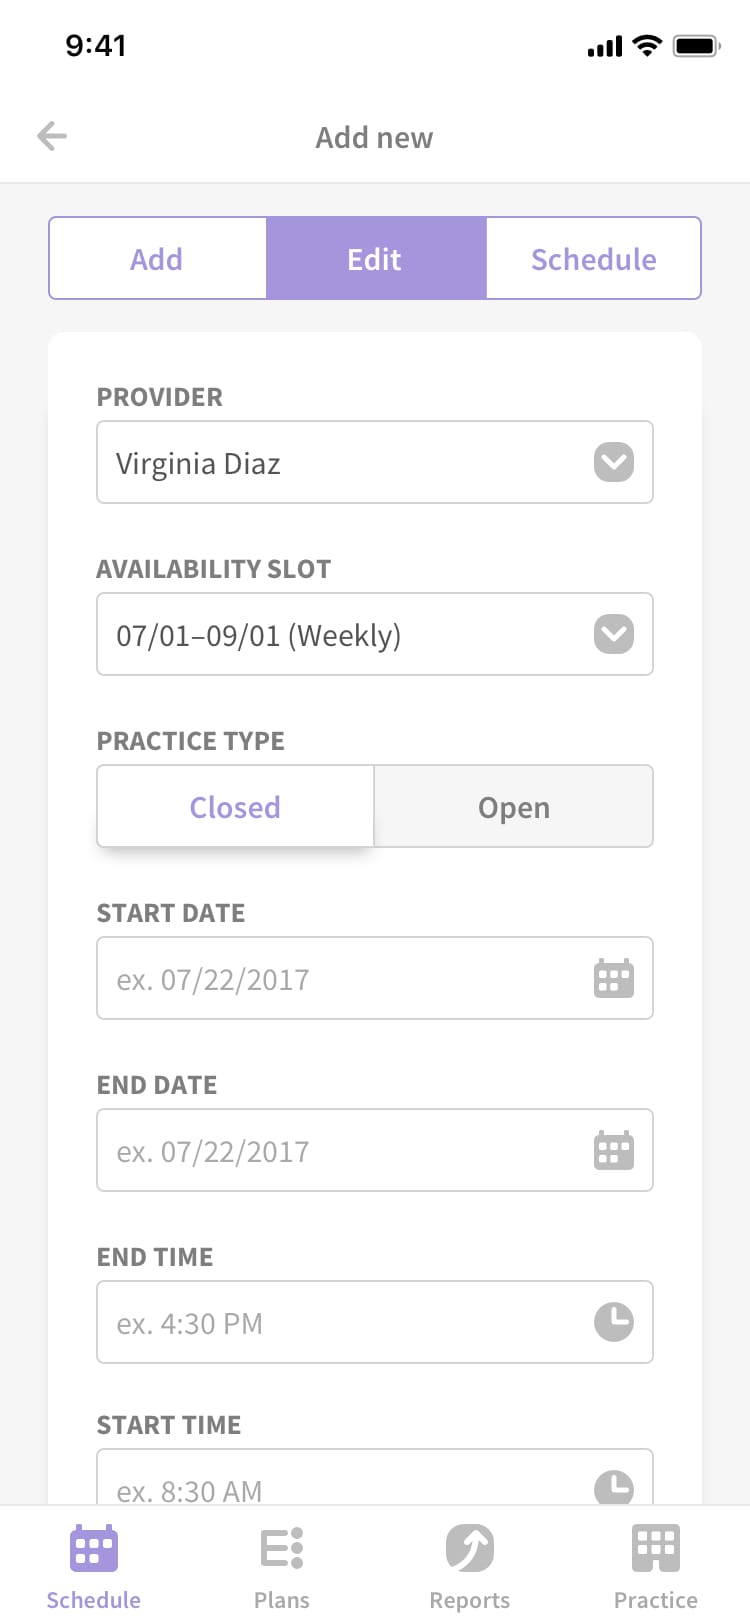 9:41
Add new
Add Edit Schedule
PROVIDER
Virginia Diaz
AVAILABILITY SLOT
07/01–09/01 (Weekly)
PRACTICE TYPE
Closed Open
START DATE
ex. 07/22/2017
END DATE
ex. 07/22/2017
END TIME
ex. 4:30 PM
START TIME
ex. 8:30 AM
Schedule Plans Reports Practice